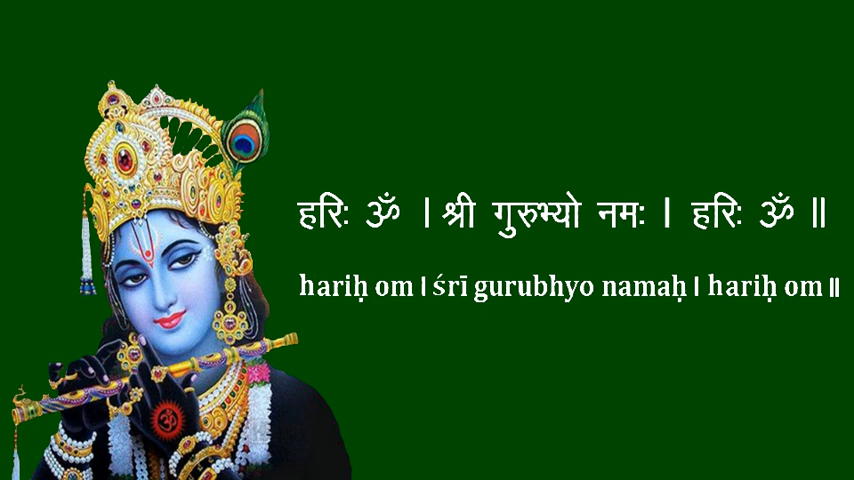 हरिः ॐ । श्री गुरुभ्यो नमः । हरिः ॐ ॥
hariḥ om । śrī gurubhyo namaḥ । hariḥ om ॥
ॐ